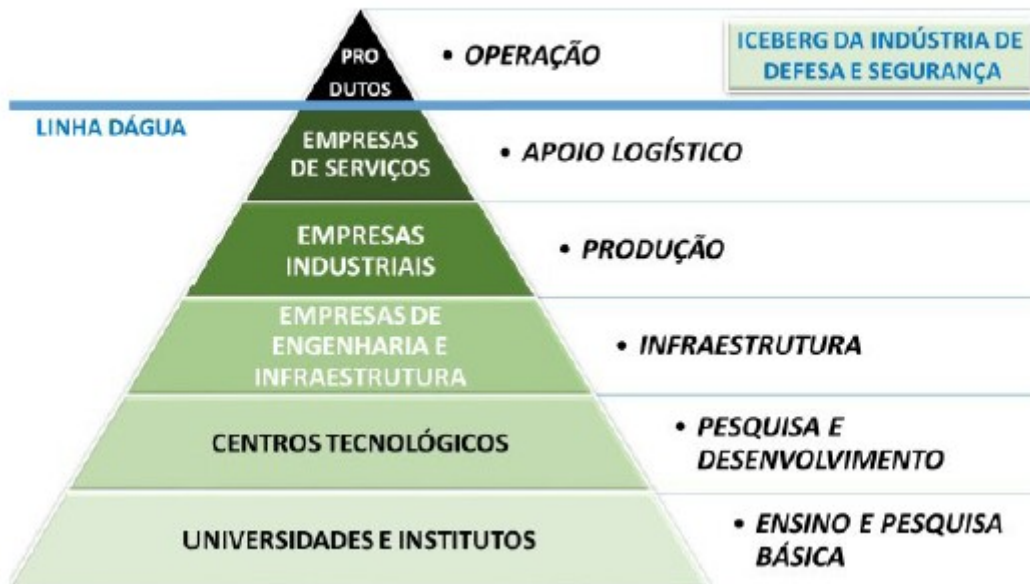 PRO
DUTOS
• OPERAÇÃO
ICEBERG DA INDÚSTRIA DE
DEFESA E SEGURANÇA
LINHA DÁGUA
EMPRESAS
DE SERVIÇOS
• APOIO LOGÍSTICO
EMPRESAS
INDUSTRIAIS
• PRODUÇÃO
EMPRESAS DE
ENGENHARIA E
INFRAESTRUTURA
• INFRAESTRUTURA
CENTROS TECNOLÓGICOS
• PESQUISA E
DESENVOLVIMENTO
UNIVERSIDADES E INSTITUTOS
• ENSINO E PESQUISA
BÁSICA